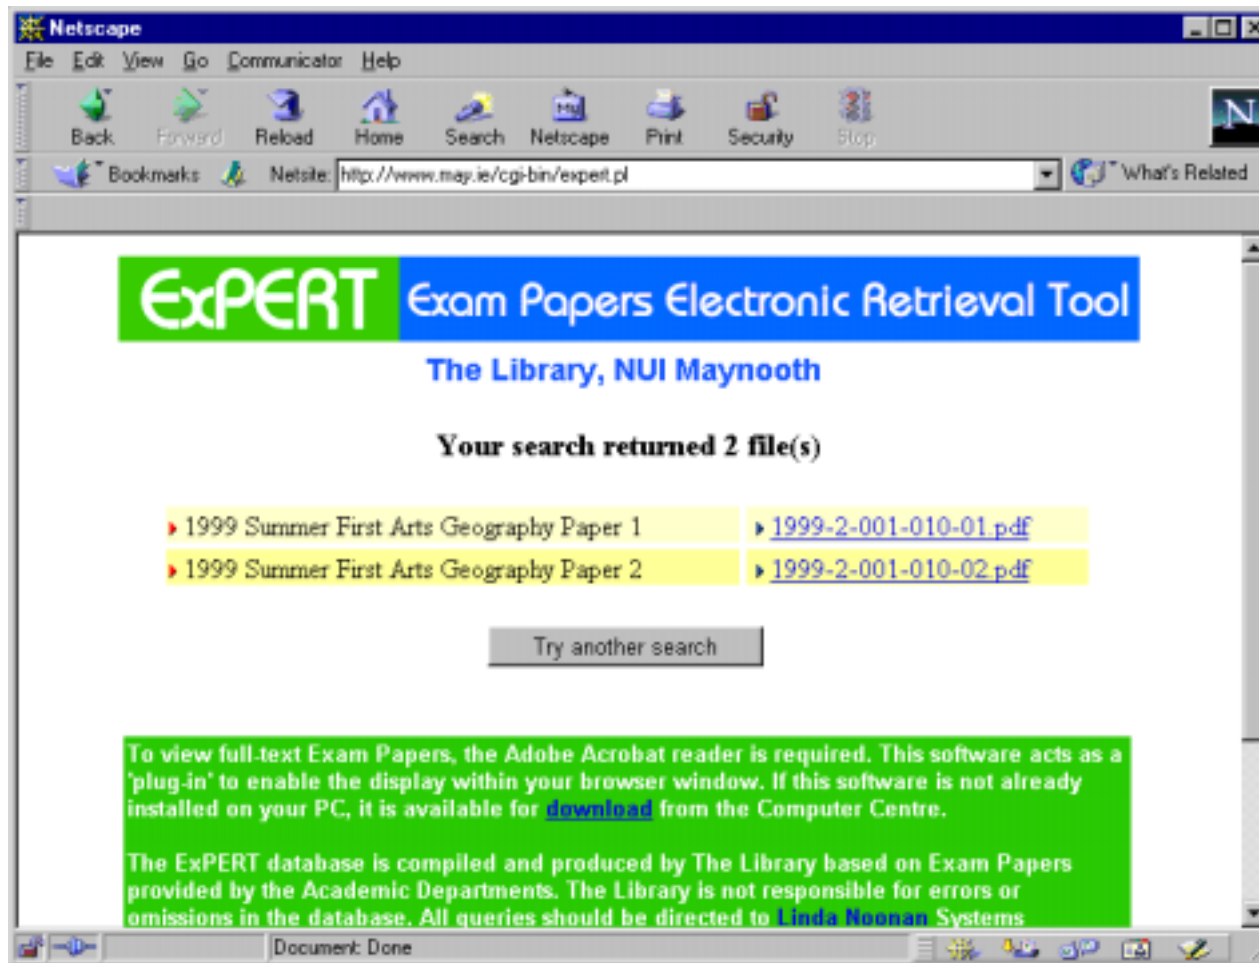 Netscape
File Edit View Go Communicator Help
Back Forward Reload Home Search Netscape Print Security Stop
N
Bookmarks Netsite: http://www.may.ie/cgi-bin/expert.pl What's Related
ExPERT Exam Papers Electronic Retrieval Tool
The Library, NUI Maynooth
Your search returned 2 file(s)
1999 Summer First Arts Geography Paper 1 1999-2-001-010-01.pdf
1999 Summer First Arts Geography Paper 2 1999-2-001-010-02.pdf
Try another search
To view full-text Exam Papers, the Adobe Acrobat reader is required. This software acts as a
'plug-in' to enable the display within your browser window. If this software is not already
installed on your PC, it is available for download from the Computer Centre.
The ExPERT database is compiled and produced by The Library based on Exam Papers
provided by the Academic Departments. The Library is not responsible for errors or
omissions in the database. All queries should be directed to Linda Noonan Systems
Document: Done